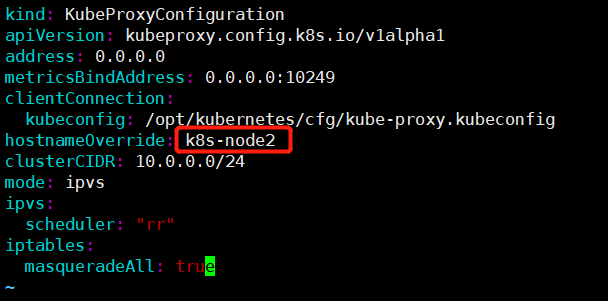 kind: KubeProxyConfiguration
apiVersion: kubeproxy.config.k8s.io/v1alpha1
address: 0.0.0.0
metricsBindAddress: 0.0.0.0:10249
clientConnection:
  kubeconfig: /opt/kubernetes/cfg/kube-proxy.kubeconfig
hostnameOverride: k8s-node2
clusterCIDR: 10.0.0.0/24
mode: ipvs
ipvs:
  scheduler: "rr"
iptables:
  masqueradeAll: true
~